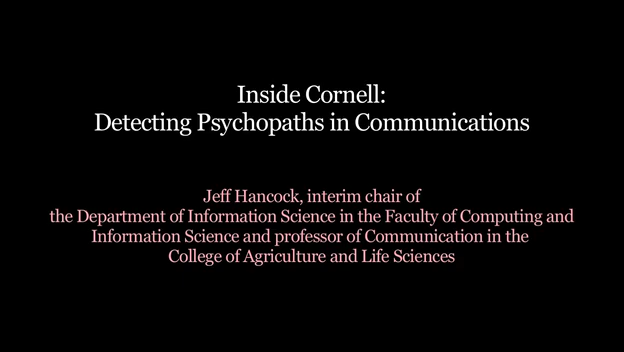 Inside Cornell:
Detecting Psychopaths in Communications
Jeff Hancock, interim chair of
the Department of Information Science in the Faculty of Computing and
Information Science and professor of Communication in the
College of Agriculture and Life Sciences